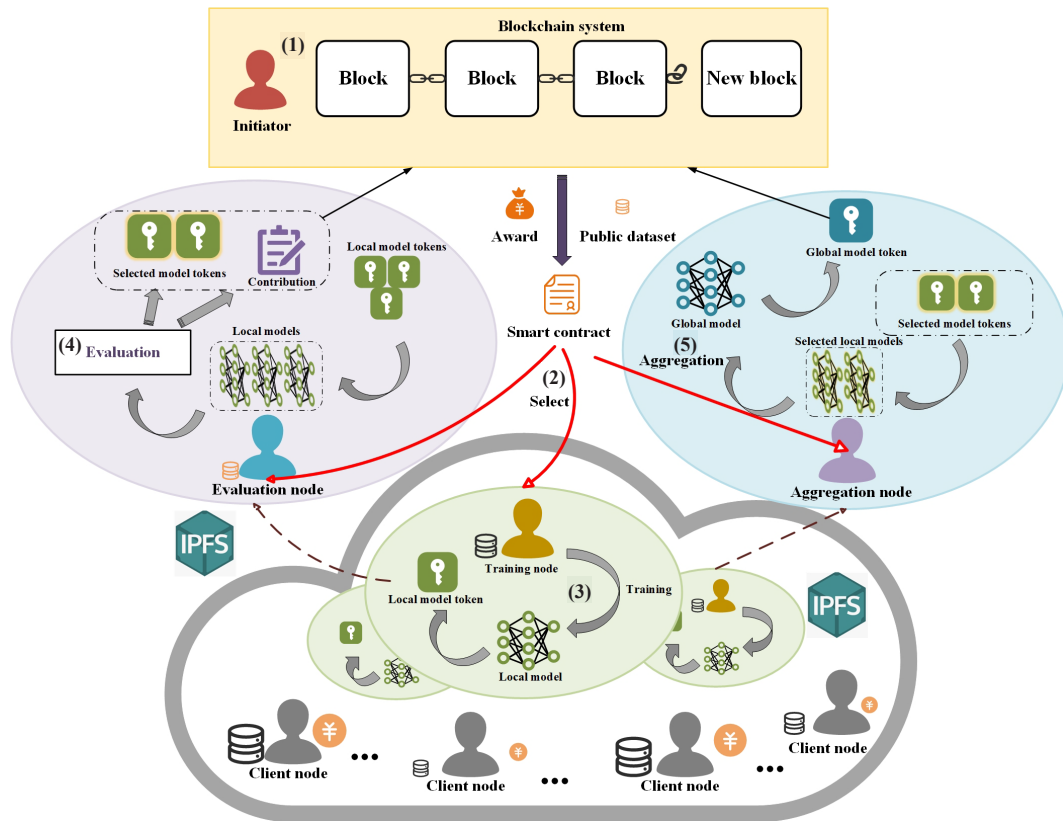 Blockchain system
(1)
Initiator
Block
Block
Block
New block
Award
Public dataset
Smart contract
(2)
Select
Selected model tokens
Contribution
Local model tokens
(4)
Evaluation
Local models
Evaluation node
Global model token
Global model
Selected model tokens
(5)
Aggregation
Selected local models
Aggregation node
IPFS
IPFS
Training node
(3)
Training
Local model token
Local model
¥
¥
¥
¥
¥
Client node
...
Client node
...
Client node
...
Client node